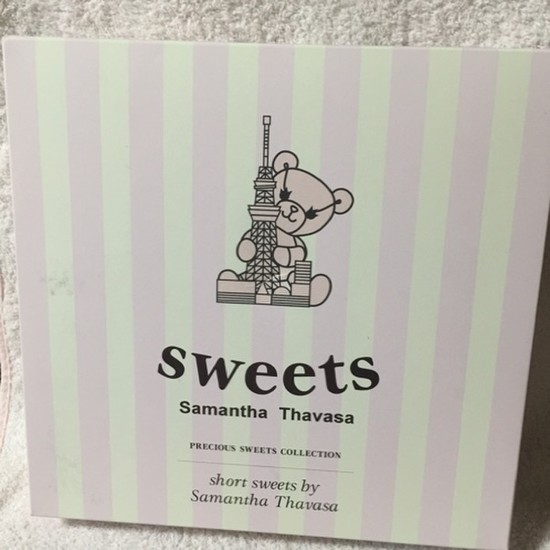 sweets
Samantha Thavasa
PRECIOUS SWEETS COLLECTION
short sweets by
Samantha Thavasa